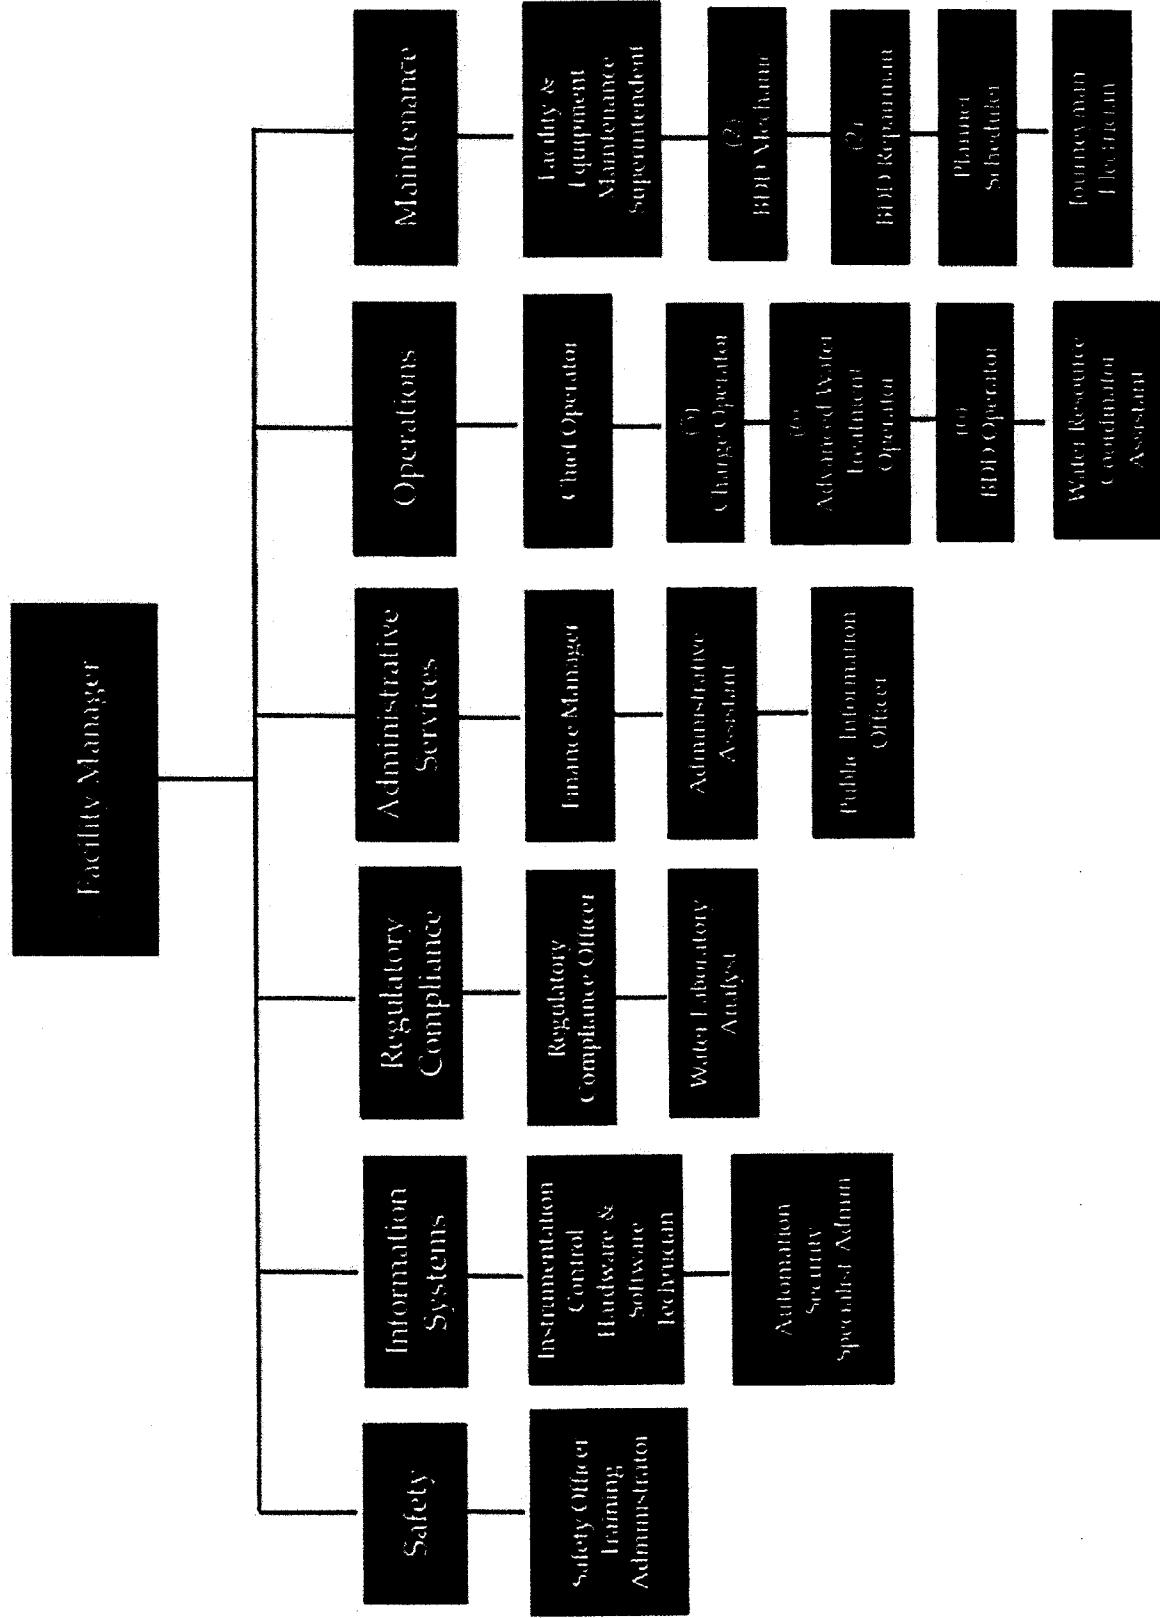 Facility Manager
Safety
Safety Officer
Training
Administrator
Information
Systems
Instrumentation
Control
Hardware &
Software
Technician
Automation
Security
Specialist Admin
Regulatory
Compliance
Regulatory
Compliance Officer
Water Laboratory
Analyst
Administrative
Services
Finance Manager
Administrative
Assistant
Public Information
Officer
Operations
Chief Operator
Charge Operator
Advanced Water
Treatment
Operator
BDD Operator
Water Resource
Coordinator
Assistant
Maintenance
Facility &
Equipment
Maintenance
Superintendent
(2)
BDD Mechanic
(2)
BDD Repairman
Planner
Scheduler
Journeyman
Electrician